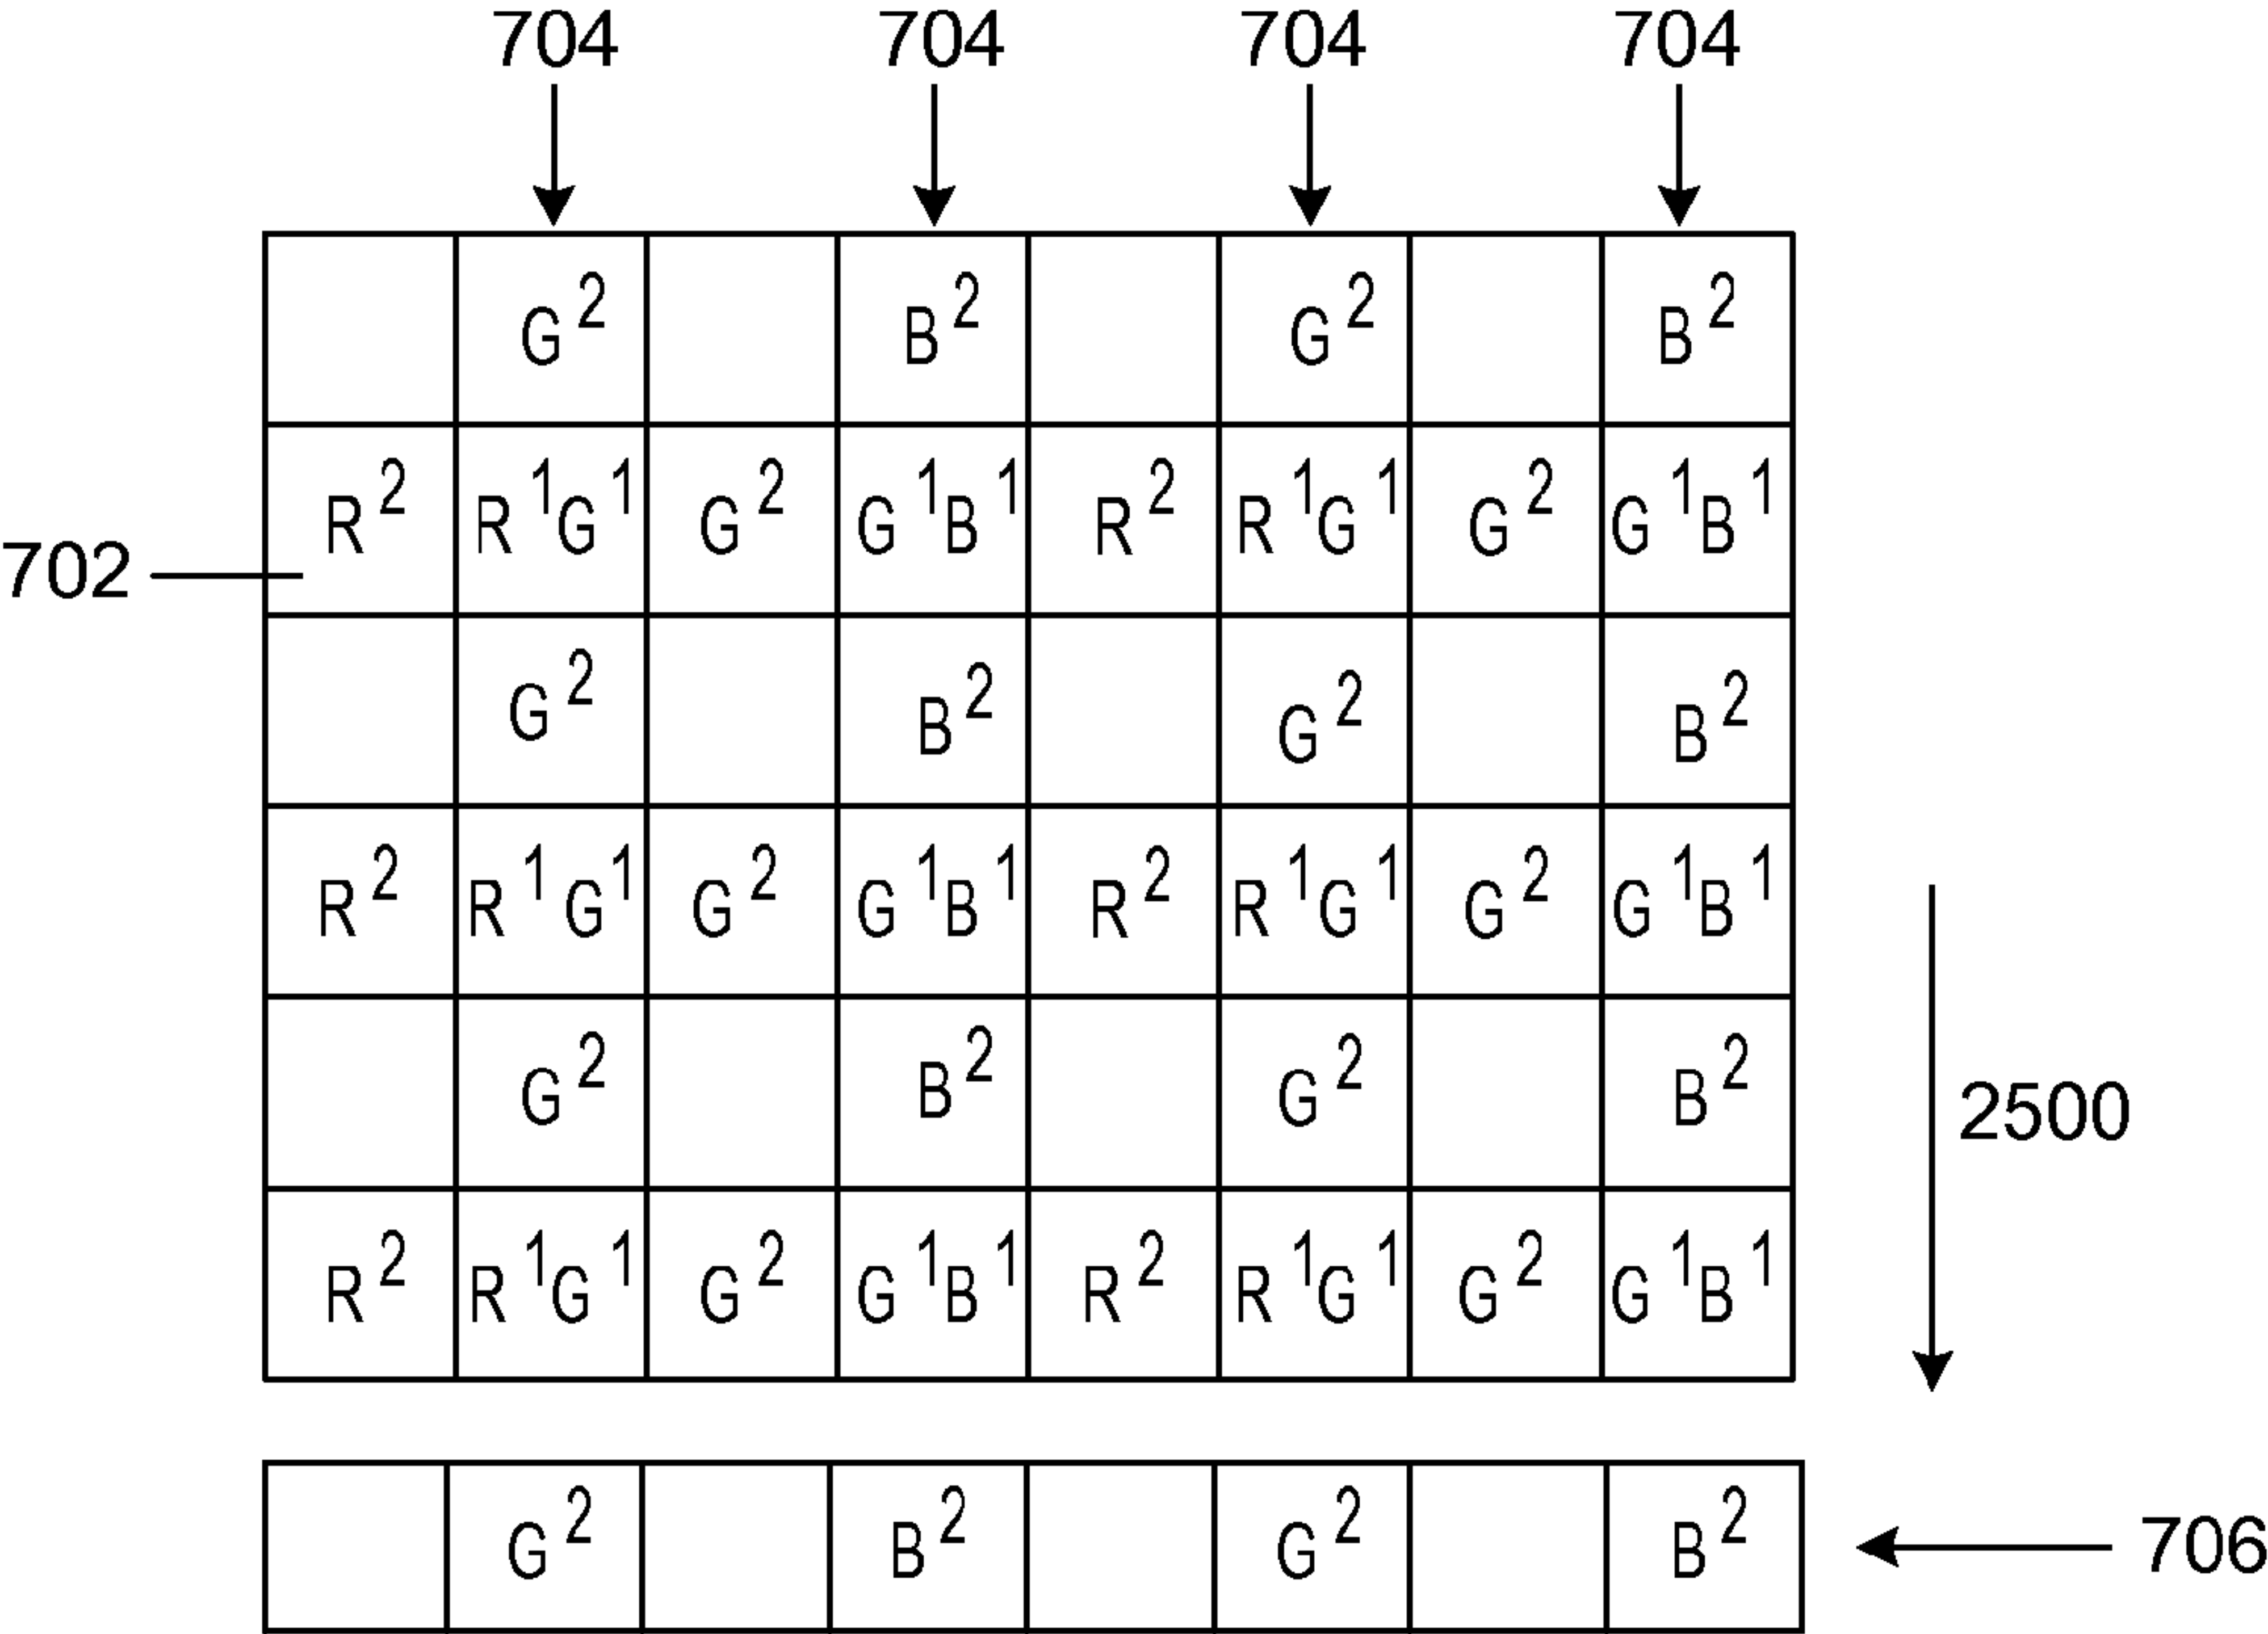 704 704 704 704
G² B² G² B²
R² R¹G¹ G² G¹B¹ R² R¹G¹ G² G¹B¹
702
G² B² G² B²
R² R¹G¹ G² G¹B¹ R² R¹G¹ G² G¹B¹
G² B² G² B²
2500
R² R¹G¹ G² G¹B¹ R² R¹G¹ G² G¹B¹
G² B² G² B² 706